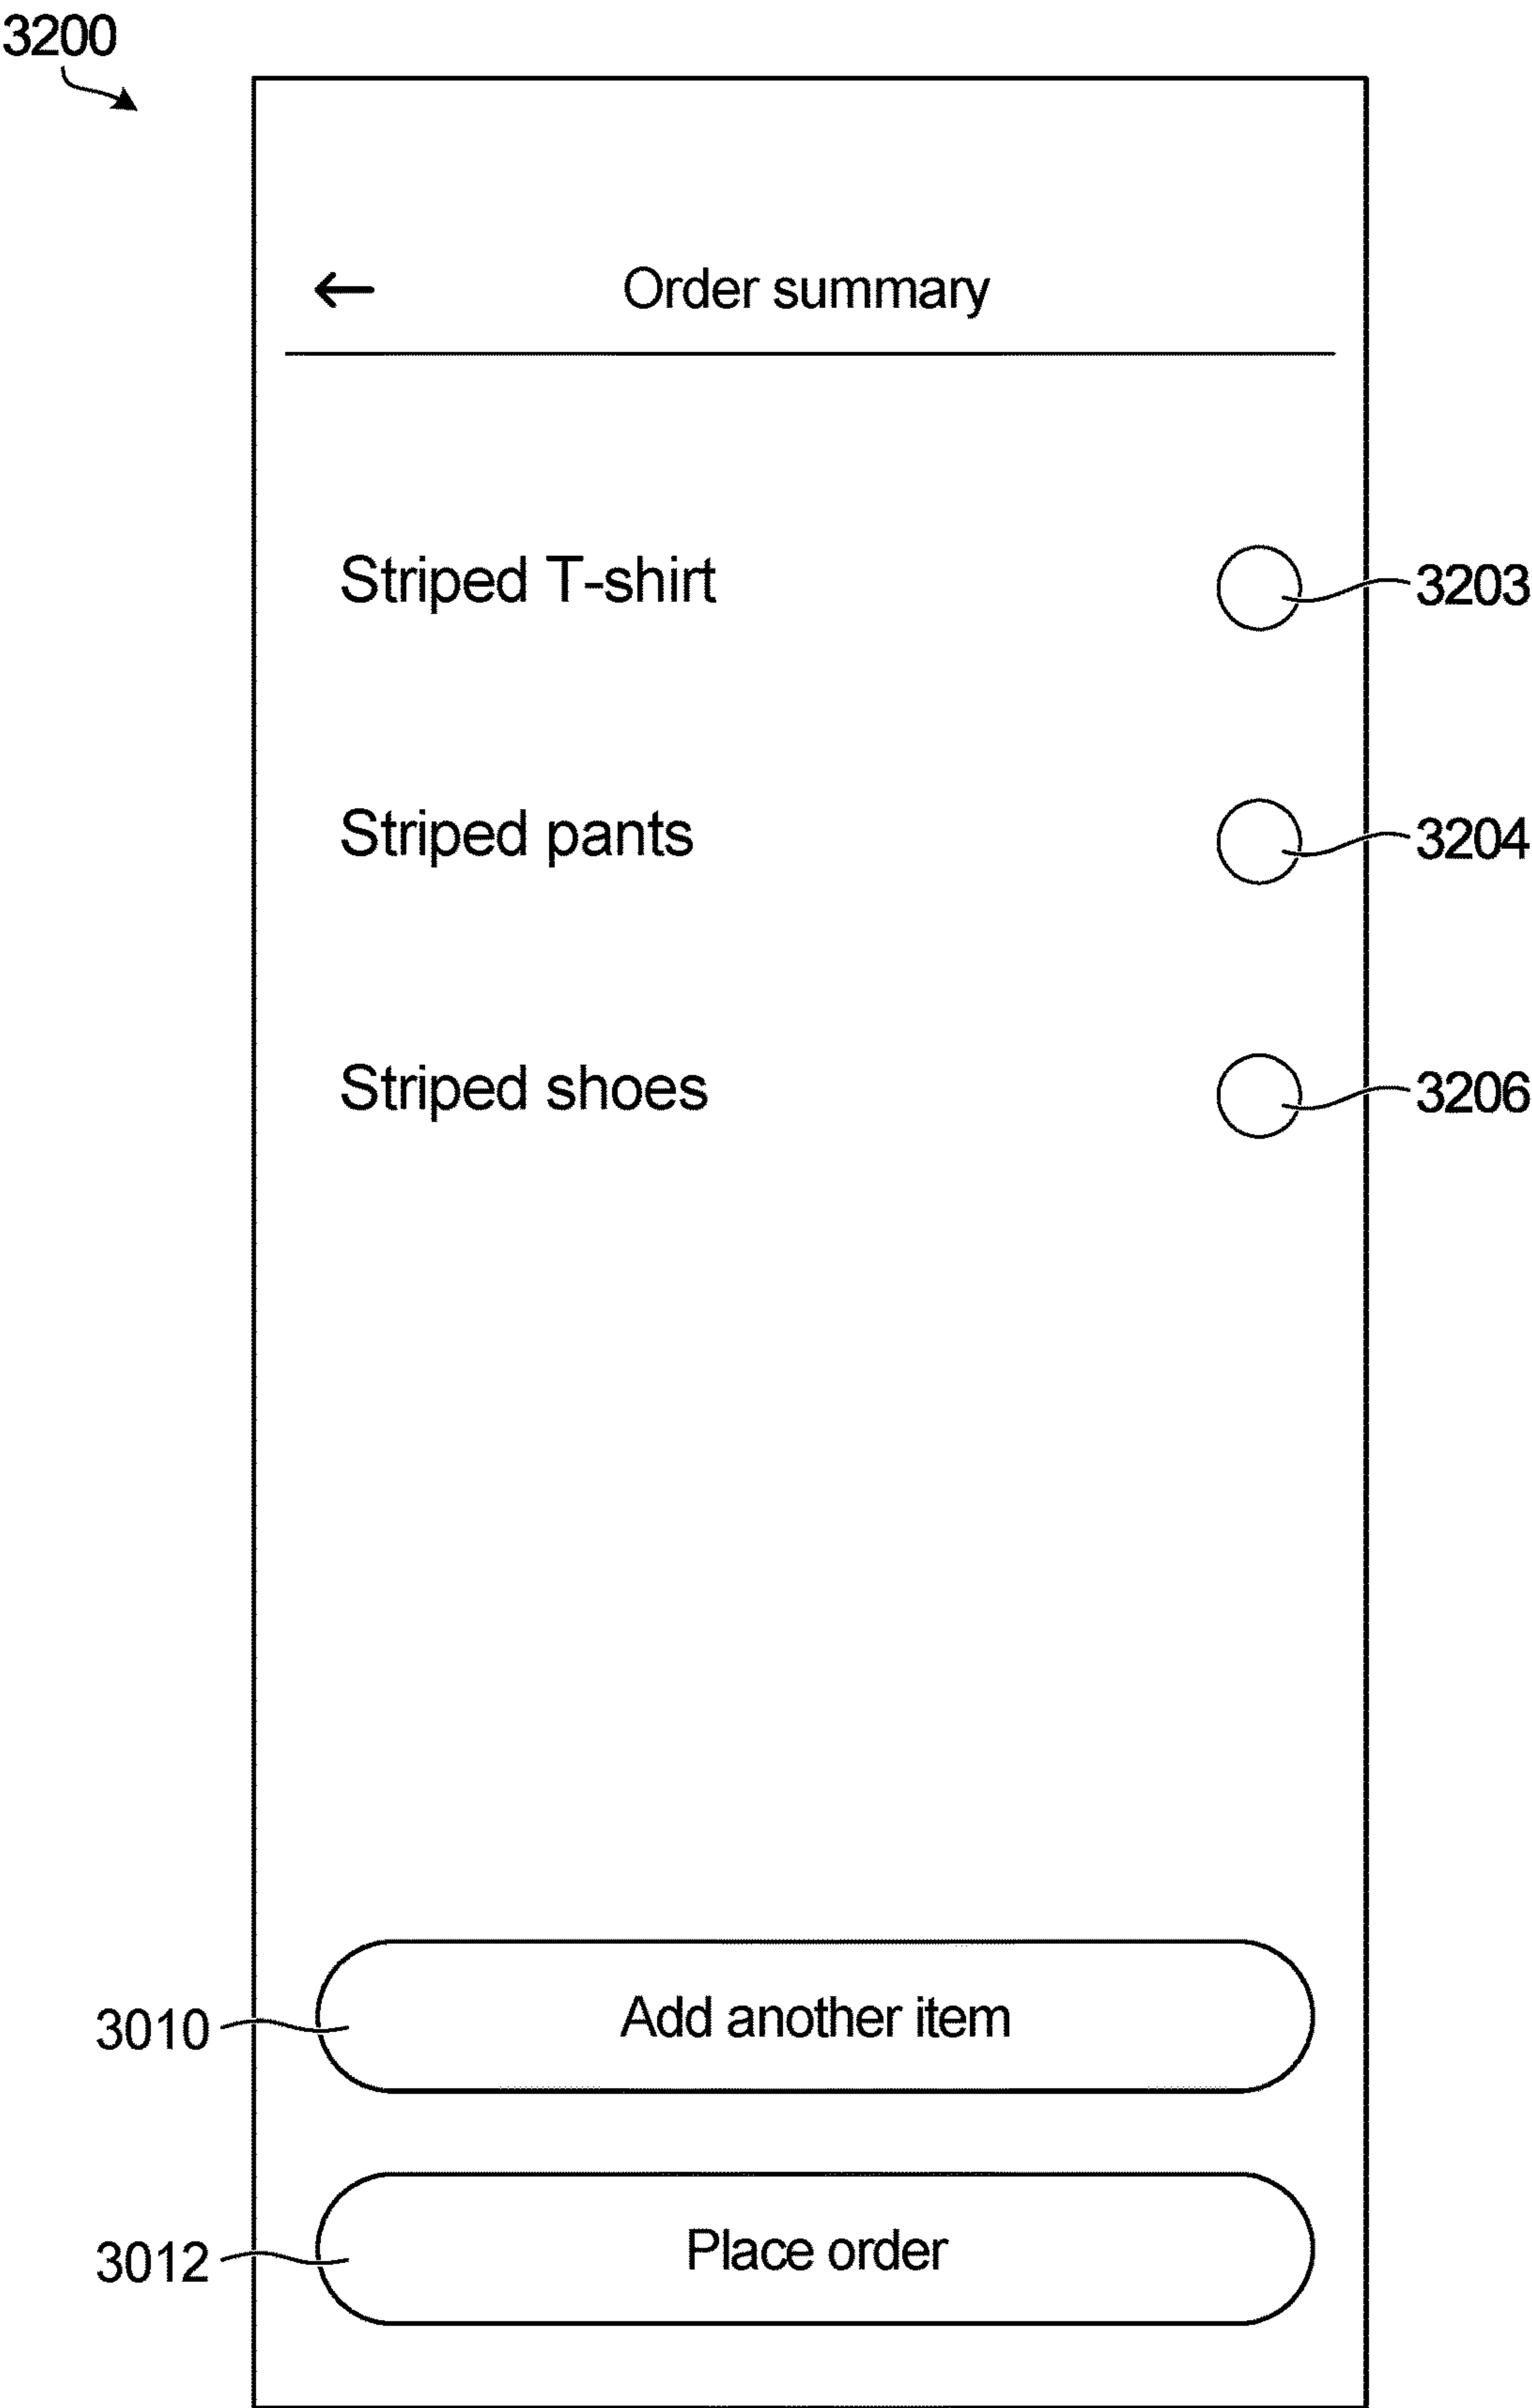 3200
Order summary
Striped T-shirt
3203
Striped pants
3204
Striped shoes
3206
3010
Add another item
3012
Place order